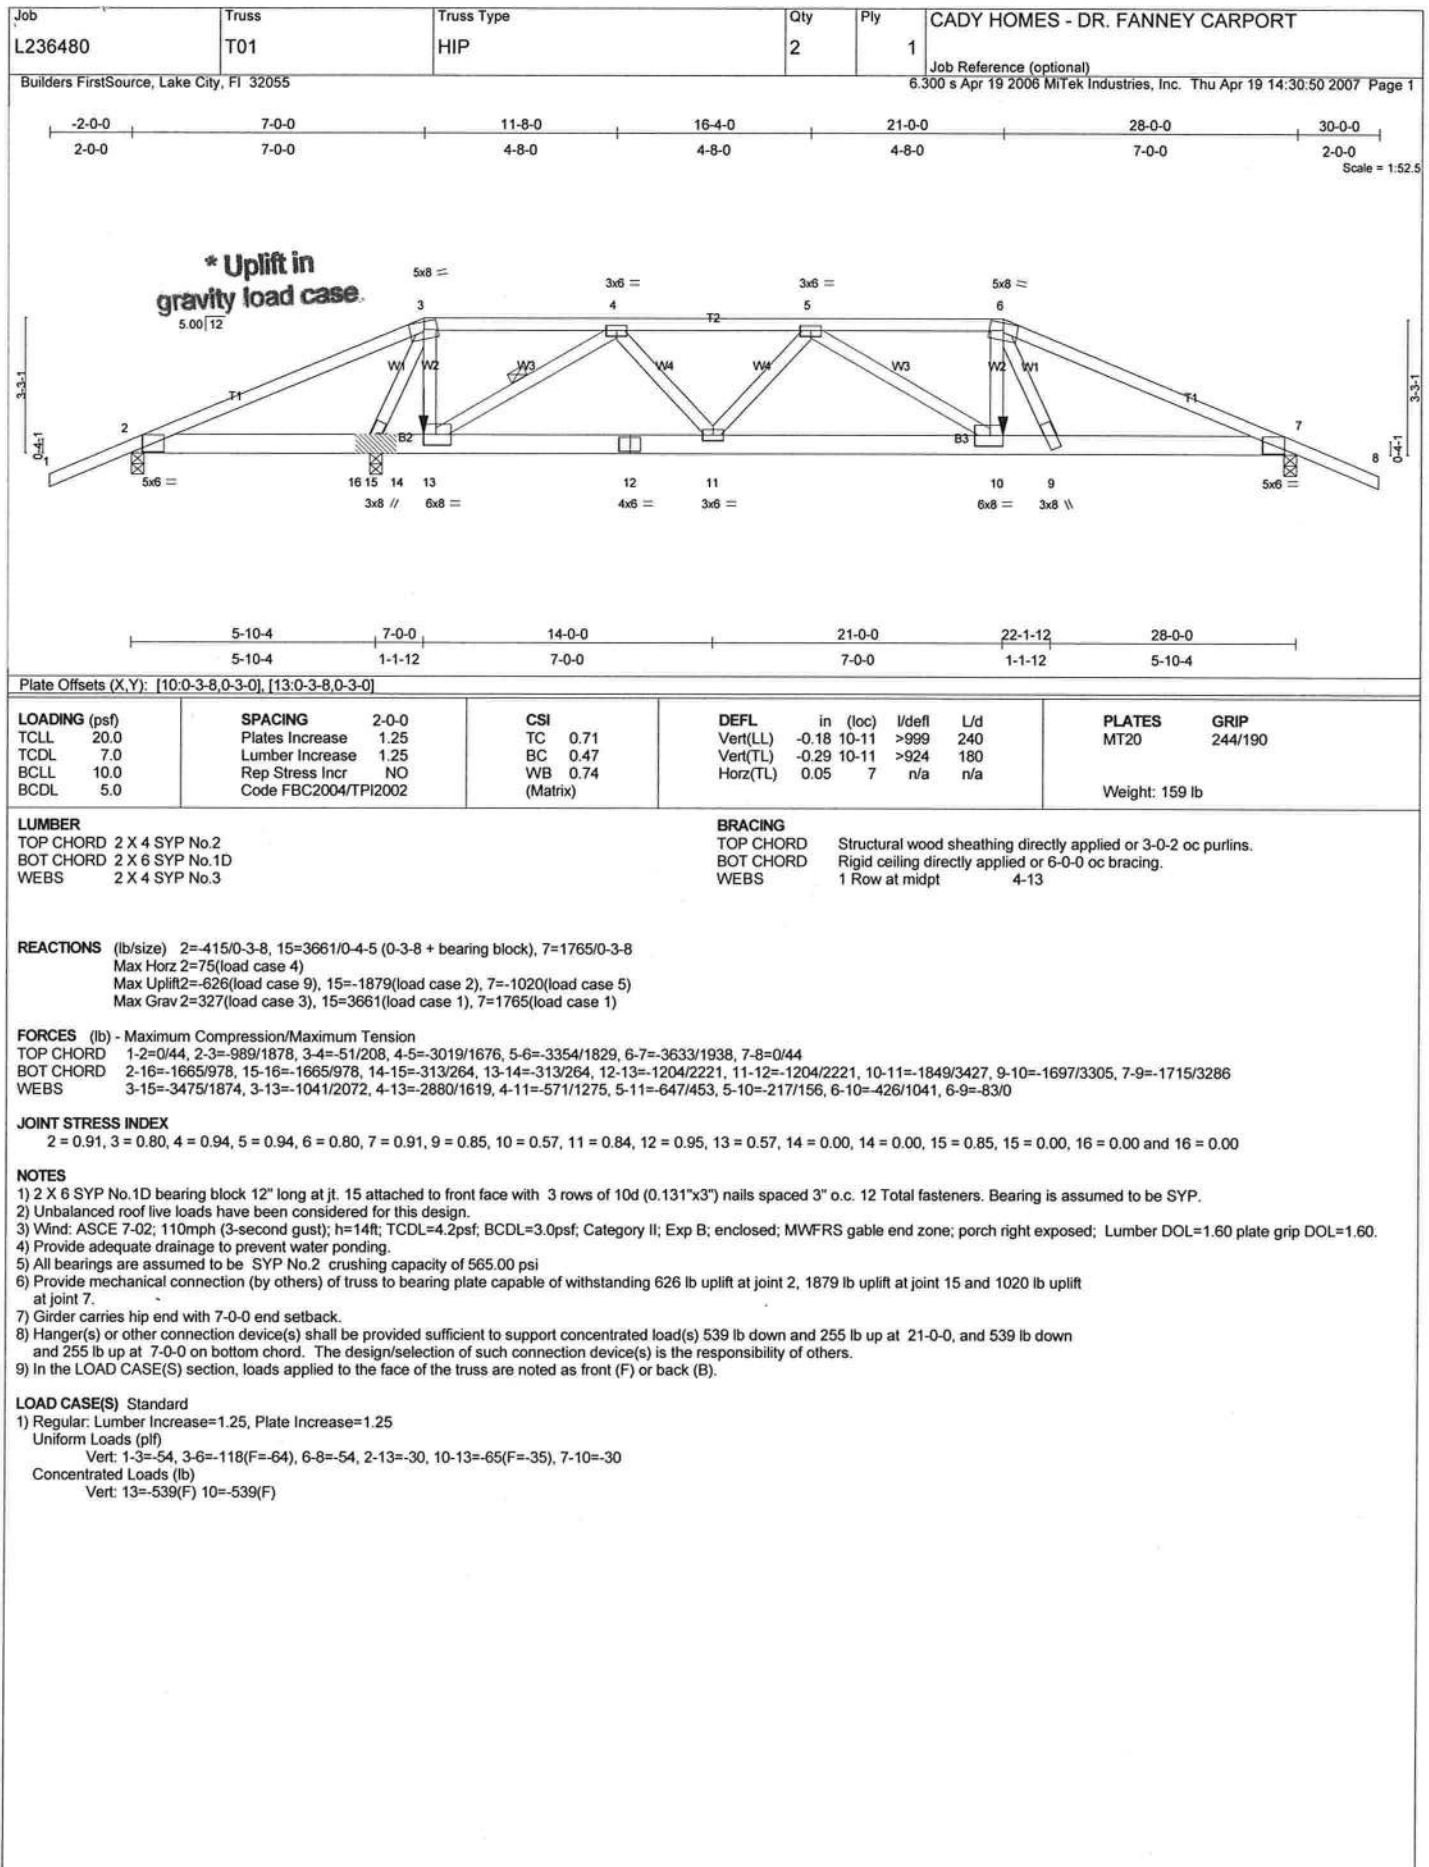 Job Truss Truss Type Qty Ply CADY HOMES - DR. FANNEY CARPORT
L236480 T01 HIP 2 1
Job Reference (optional)
Builders FirstSource, Lake City, Fl 32055 6.300 s Apr 19 2006 MiTek Industries, Inc. Thu Apr 19 14:30:50 2007 Page 1
-2-0-0 7-0-0 11-8-0 16-4-0 21-0-0 28-0-0 30-0-0
2-0-0 7-0-0 4-8-0 4-8-0 4-8-0 7-0-0 2-0-0
Scale = 1:52.5
* Uplift in
gravity load case.
5x8 = 3x6 = 3x6 = 5x8 =
3 4 5 6
5.00 12
T2
W1 W2 W3 W4 W4 W3 W2 W1
3-3-1 3-3-1
T1 T1
2 7
0-4-1 0-4-1
B2 B3
1 8
5x6 = 16 15 14 13 12 11 10 9 5x6 =
3x8 // 6x8 = 4x6 = 3x6 = 6x8 = 3x8 \\
5-10-4 7-0-0 14-0-0 21-0-0 22-1-12 28-0-0
5-10-4 1-1-12 7-0-0 7-0-0 1-1-12 5-10-4
Plate Offsets (X,Y): [10:0-3-8,0-3-0], [13:0-3-8,0-3-0]
LOADING (psf) SPACING 2-0-0 CSI DEFL in (loc) l/defl L/d PLATES GRIP
TCLL 20.0 Plates Increase 1.25 TC 0.71 Vert(LL) -0.18 10-11 >999 240 MT20 244/190
TCDL 7.0 Lumber Increase 1.25 BC 0.47 Vert(TL) -0.29 10-11 >924 180
BCLL 10.0 Rep Stress Incr NO WB 0.74 Horz(TL) 0.05 7 n/a n/a
BCDL 5.0 Code FBC2004/TPI2002 (Matrix) Weight: 159 lb
LUMBER BRACING
TOP CHORD 2 X 4 SYP No.2 TOP CHORD Structural wood sheathing directly applied or 3-0-2 oc purlins.
BOT CHORD 2 X 6 SYP No.1D BOT CHORD Rigid ceiling directly applied or 6-0-0 oc bracing.
WEBS 2 X 4 SYP No.3 WEBS 1 Row at midpt 4-13
REACTIONS (lb/size) 2=-415/0-3-8, 15=3661/0-4-5 (0-3-8 + bearing block), 7=1765/0-3-8
Max Horz 2=75(load case 4)
Max Uplift2=-626(load case 9), 15=-1879(load case 2), 7=-1020(load case 5)
Max Grav 2=327(load case 3), 15=3661(load case 1), 7=1765(load case 1)
FORCES (lb) - Maximum Compression/Maximum Tension
TOP CHORD 1-2=0/44, 2-3=-989/1878, 3-4=-51/208, 4-5=-3019/1676, 5-6=-3354/1829, 6-7=-3633/1938, 7-8=0/44
BOT CHORD 2-16=-1665/978, 15-16=-1665/978, 14-15=-313/264, 13-14=-313/264, 12-13=-1204/2221, 11-12=-1204/2221, 10-11=-1849/3427, 9-10=-1697/3305, 7-9=-1715/3286
WEBS 3-15=-3475/1874, 3-13=-1041/2072, 4-13=-2880/1619, 4-11=-571/1275, 5-11=-647/453, 5-10=-217/156, 6-10=-426/1041, 6-9=-83/0
JOINT STRESS INDEX
2 = 0.91, 3 = 0.80, 4 = 0.94, 5 = 0.94, 6 = 0.80, 7 = 0.91, 9 = 0.85, 10 = 0.57, 11 = 0.84, 12 = 0.95, 13 = 0.57, 14 = 0.00, 14 = 0.00, 15 = 0.85, 15 = 0.00, 16 = 0.00 and 16 = 0.00
NOTES
1) 2 X 6 SYP No.1D bearing block 12" long at jt. 15 attached to front face with 3 rows of 10d (0.131"x3") nails spaced 3" o.c. 12 Total fasteners. Bearing is assumed to be SYP.
2) Unbalanced roof live loads have been considered for this design.
3) Wind: ASCE 7-02; 110mph (3-second gust); h=14ft; TCDL=4.2psf; BCDL=3.0psf; Category II; Exp B; enclosed; MWFRS gable end zone; porch right exposed; Lumber DOL=1.60 plate grip DOL=1.60.
4) Provide adequate drainage to prevent water ponding.
5) All bearings are assumed to be SYP No.2 crushing capacity of 565.00 psi
6) Provide mechanical connection (by others) of truss to bearing plate capable of withstanding 626 lb uplift at joint 2, 1879 lb uplift at joint 15 and 1020 lb uplift
at joint 7.
7) Girder carries hip end with 7-0-0 end setback.
8) Hanger(s) or other connection device(s) shall be provided sufficient to support concentrated load(s) 539 lb down and 255 lb up at 21-0-0, and 539 lb down
and 255 lb up at 7-0-0 on bottom chord. The design/selection of such connection device(s) is the responsibility of others.
9) In the LOAD CASE(S) section, loads applied to the face of the truss are noted as front (F) or back (B).
LOAD CASE(S) Standard
1) Regular: Lumber Increase=1.25, Plate Increase=1.25
Uniform Loads (plf)
Vert: 1-3=-54, 3-6=-118(F=-64), 6-8=-54, 2-13=-30, 10-13=-65(F=-35), 7-10=-30
Concentrated Loads (lb)
Vert: 13=-539(F) 10=-539(F)